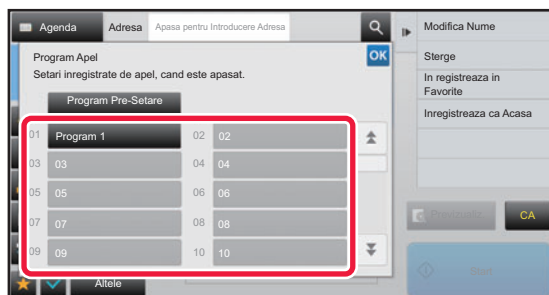 Agenda
Adresa
Apasa pentru Introducere Adresa
Modifica Nume
Program Apel
OK
Sterge
Setari inregistrate de apel, cand este apasat.
In registreaza in
Favorite
Program Pre-Setare
Inregistreaza ca Acasa
01 Program 1
02 02
03 03
04 04
05 05
06 06
07 07
08 08
CA
09 09
10 10
Start
Altele